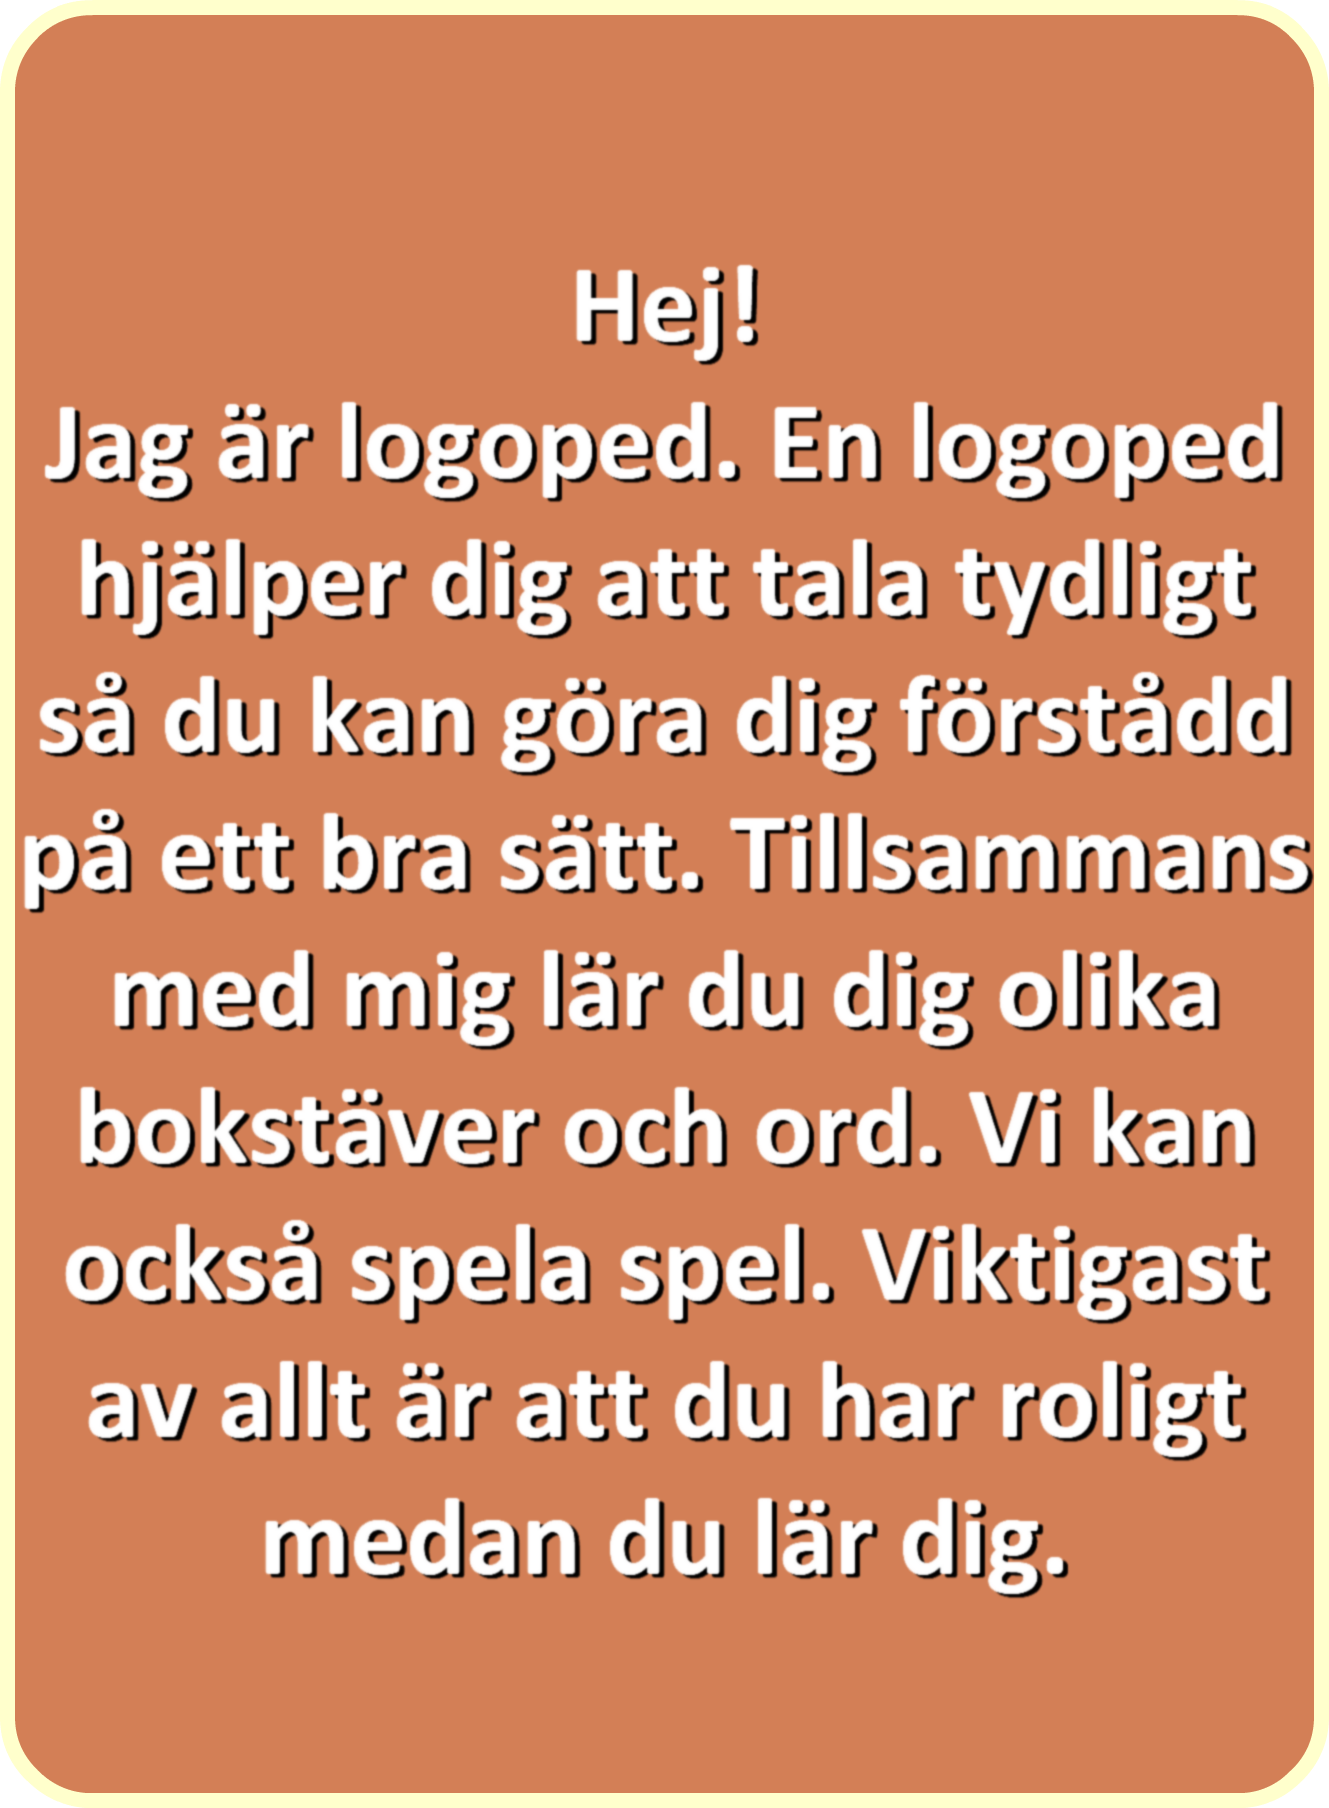 Hej!
Jag är logoped. En logoped
hjälper dig att tala tydligt
så du kan göra dig förstådd
på ett bra sätt. Tillsammans
med mig lär du dig olika
bokstäver och ord. Vi kan
också spela spel. Viktigast
av allt är att du har roligt
medan du lär dig.